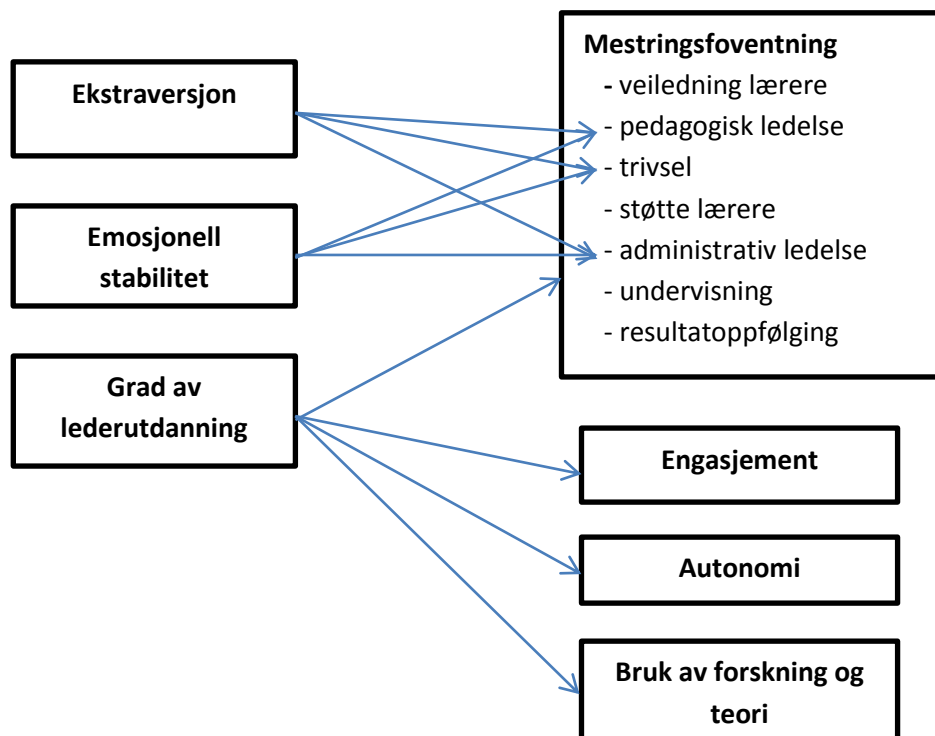 Ekstraversjon
Emosjonell
stabilitet
Grad av
lederutdanning
Mestringsfoventning
- veiledning lærere
- pedagogisk ledelse
- trivsel
- støtte lærere
- administrativ ledelse
- undervisning
- resultatoppfølging
Engasjement
Autonomi
Bruk av forskning og
teori